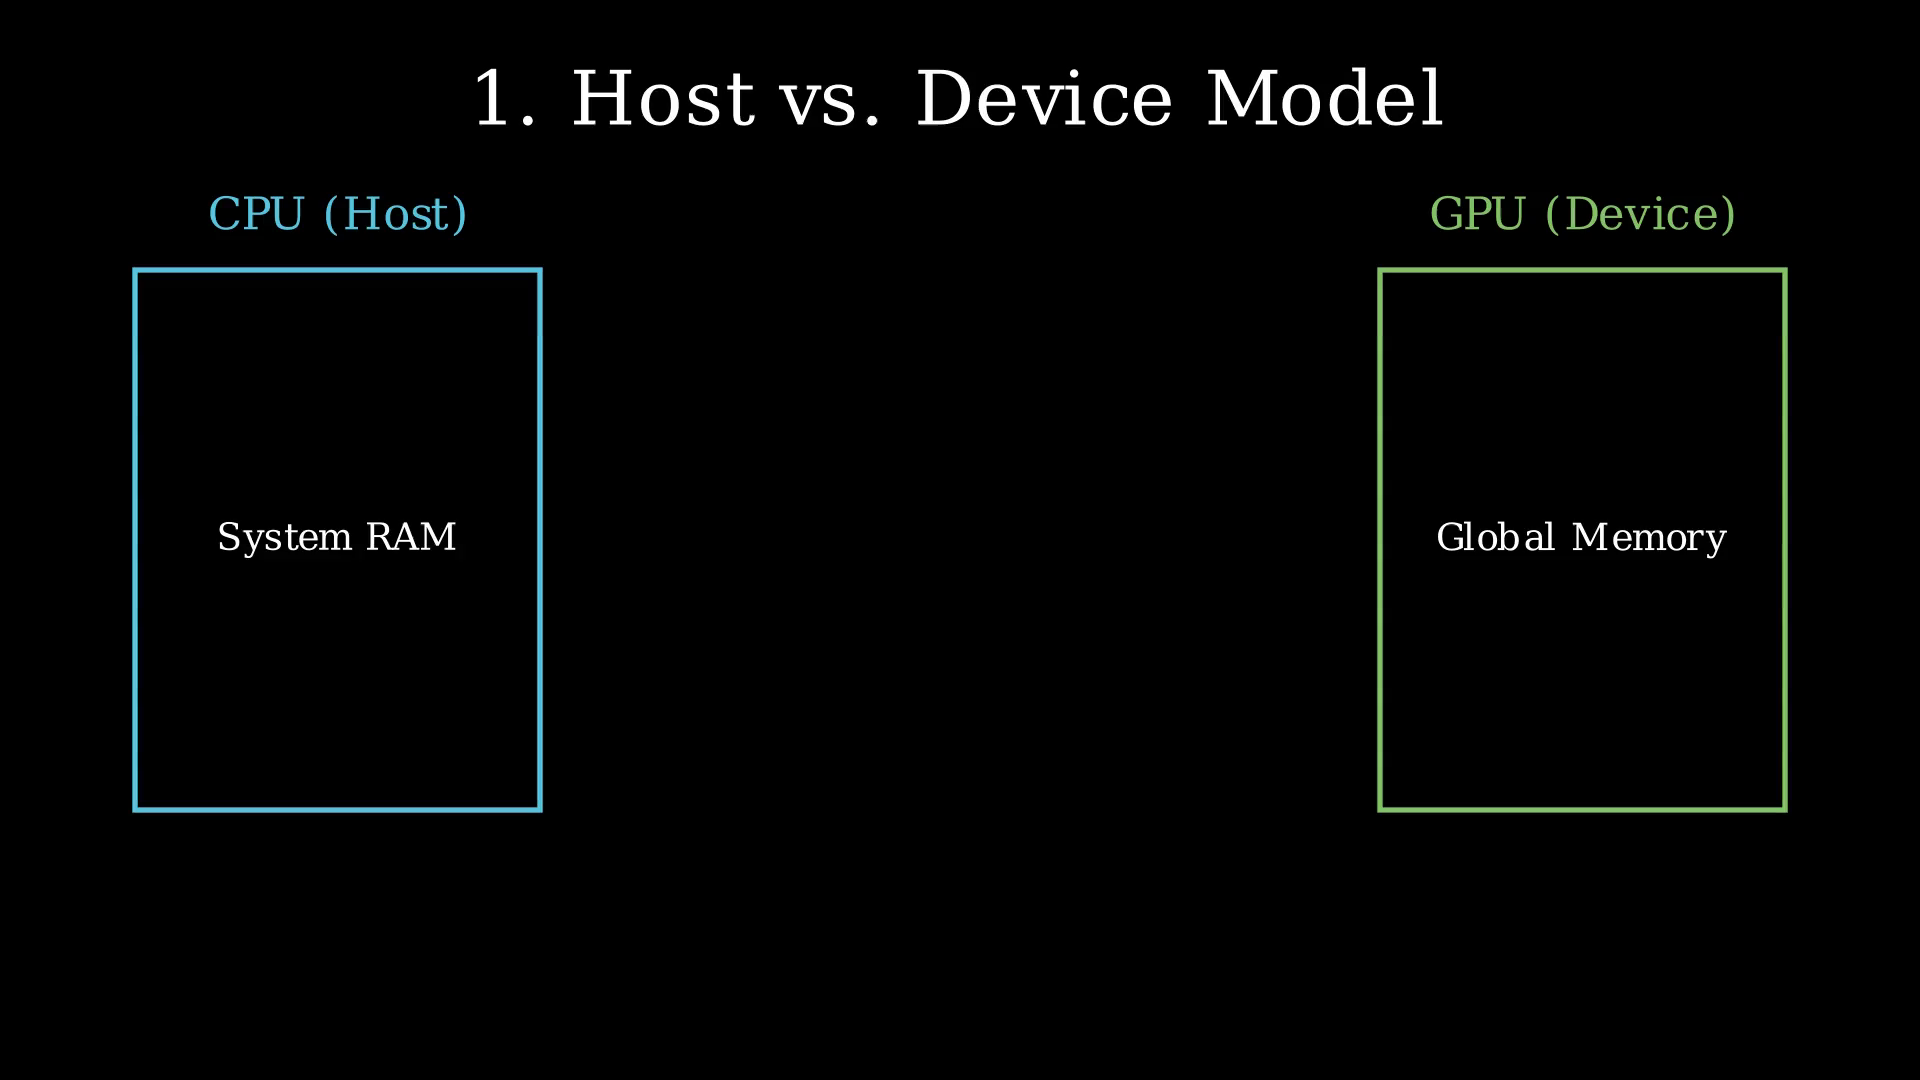 1. Host vs. Device Model
CPU (Host)
GPU (Device)
System RAM
Global Memory